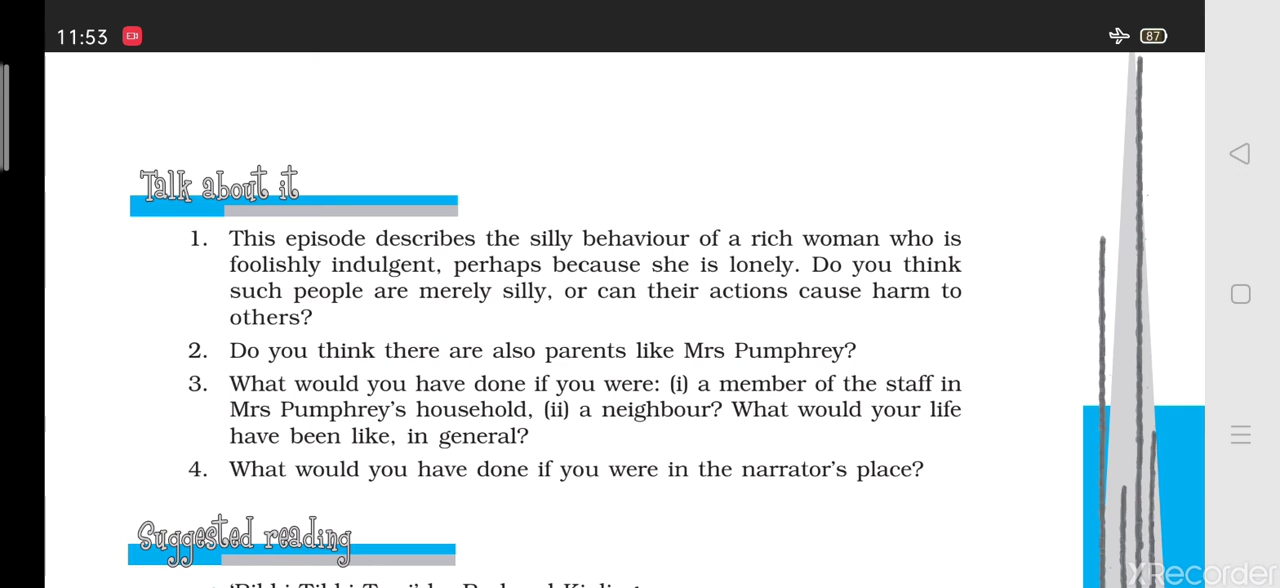 11:53
87
Talk about it
1. This episode describes the silly behaviour of a rich woman who is
foolishly indulgent, perhaps because she is lonely. Do you think
such people are merely silly, or can their actions cause harm to
others?
2. Do you think there are also parents like Mrs Pumphrey?
3. What would you have done if you were: (i) a member of the staff in
Mrs Pumphrey's household, (ii) a neighbour? What would your life
have been like, in general?
4. What would you have done if you were in the narrator's place?
Suggested reading
XRecorder